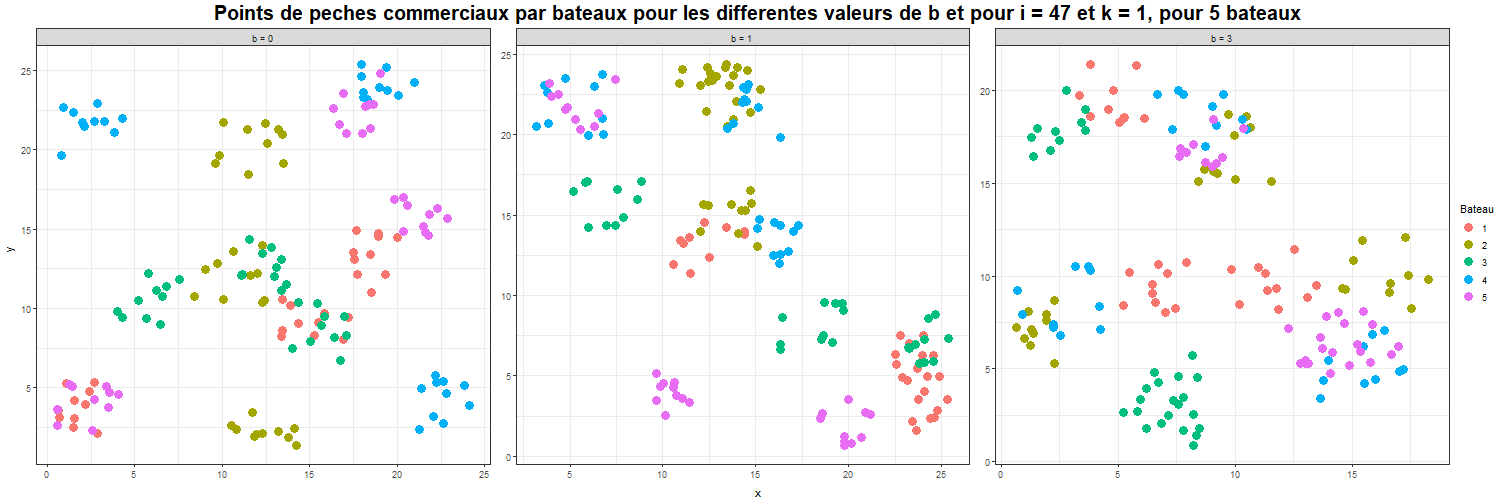 Points de peches commerciaux par bateaux pour les differentes valeurs de b et pour i = 47 et k = 1, pour 5 bateaux
b = 0
b = 1
b = 3
y
25
20
15
10
5
0 5 10 15 20 25
25
20
15
10
5
0
5 10 15 20 25
20
15
10
5
0
0 5 10 15
x
Bateau
1
2
3
4
5